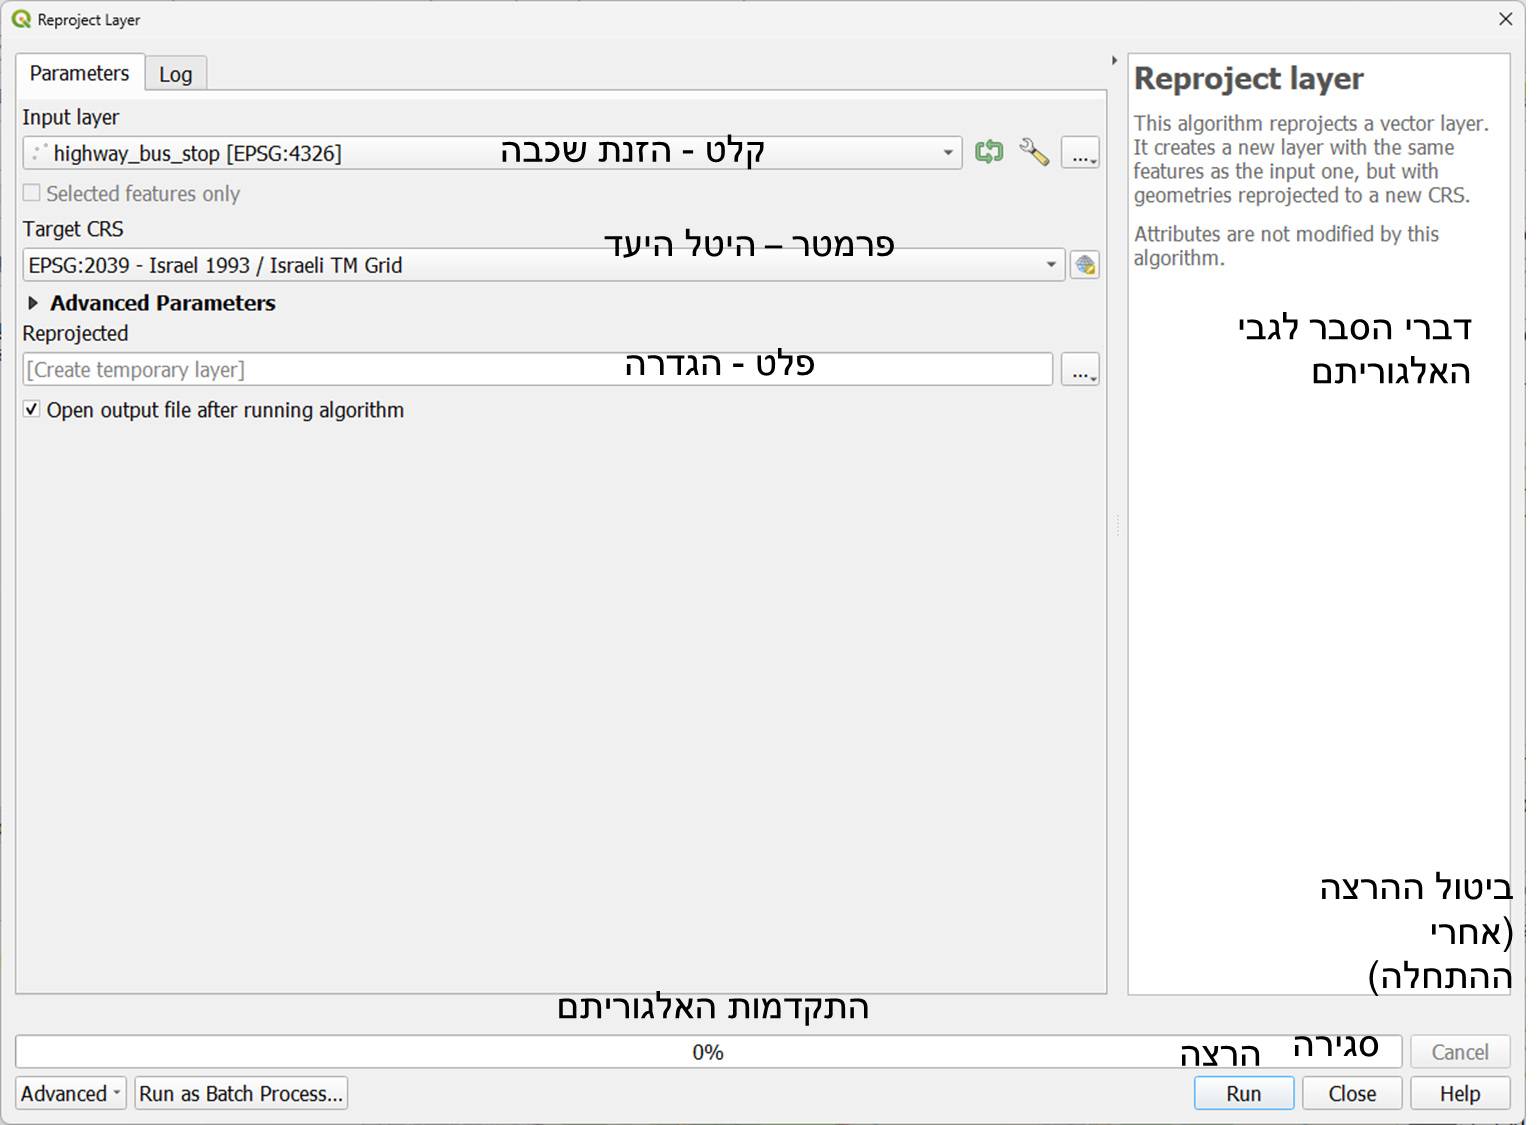 Reproject Layer
Parameters
Log
Input layer
highway_bus_stop [EPSG:4326]
קלט - הזנת שכבה
...
Selected features only
Target CRS
פרמטר – היטל היעד
EPSG:2039 - Israel 1993 / Israeli TM Grid
Advanced Parameters
Reprojected
[Create temporary layer]
פלט - הגדרה
...
Open output file after running algorithm
Reproject layer
This algorithm reprojects a vector layer.
It creates a new layer with the same
features as the input one, but with
geometries reprojected to a new CRS.
Attributes are not modified by this
algorithm.
דברי הסבר לגבי
האלגוריתם
ביטול ההרצה
(אחרי
ההתחלה)
התקדמות האלגוריתם
0%
הרצה
סגירה
Cancel
Advanced
Run as Batch Process...
Run
Close
Help